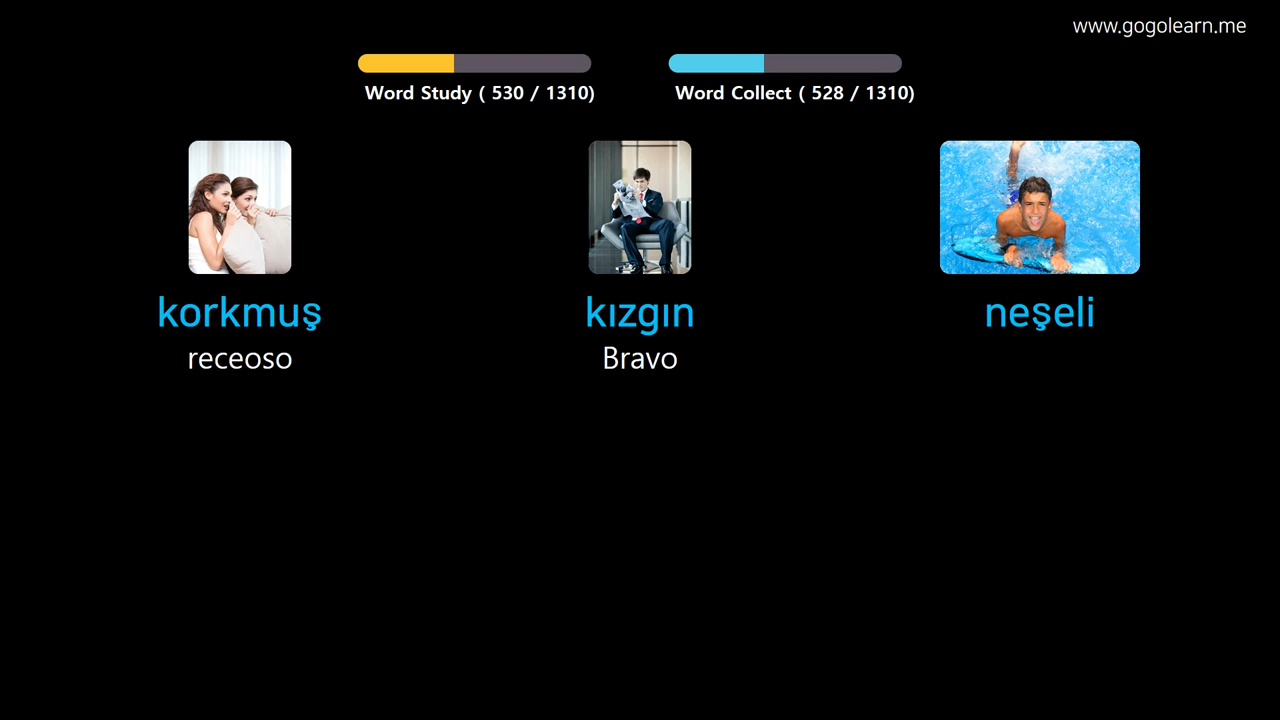 www.gogolearn.me
Word Study ( 530 / 1310)
Word Collect ( 528 / 1310)
korkmuş
kızgın
neşeli
receoso
Bravo